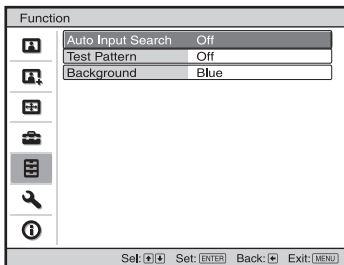 Function
Auto Input Search Off
Test Pattern Off
Background Blue
Sel: Set: ENTER Back: Exit: MENU